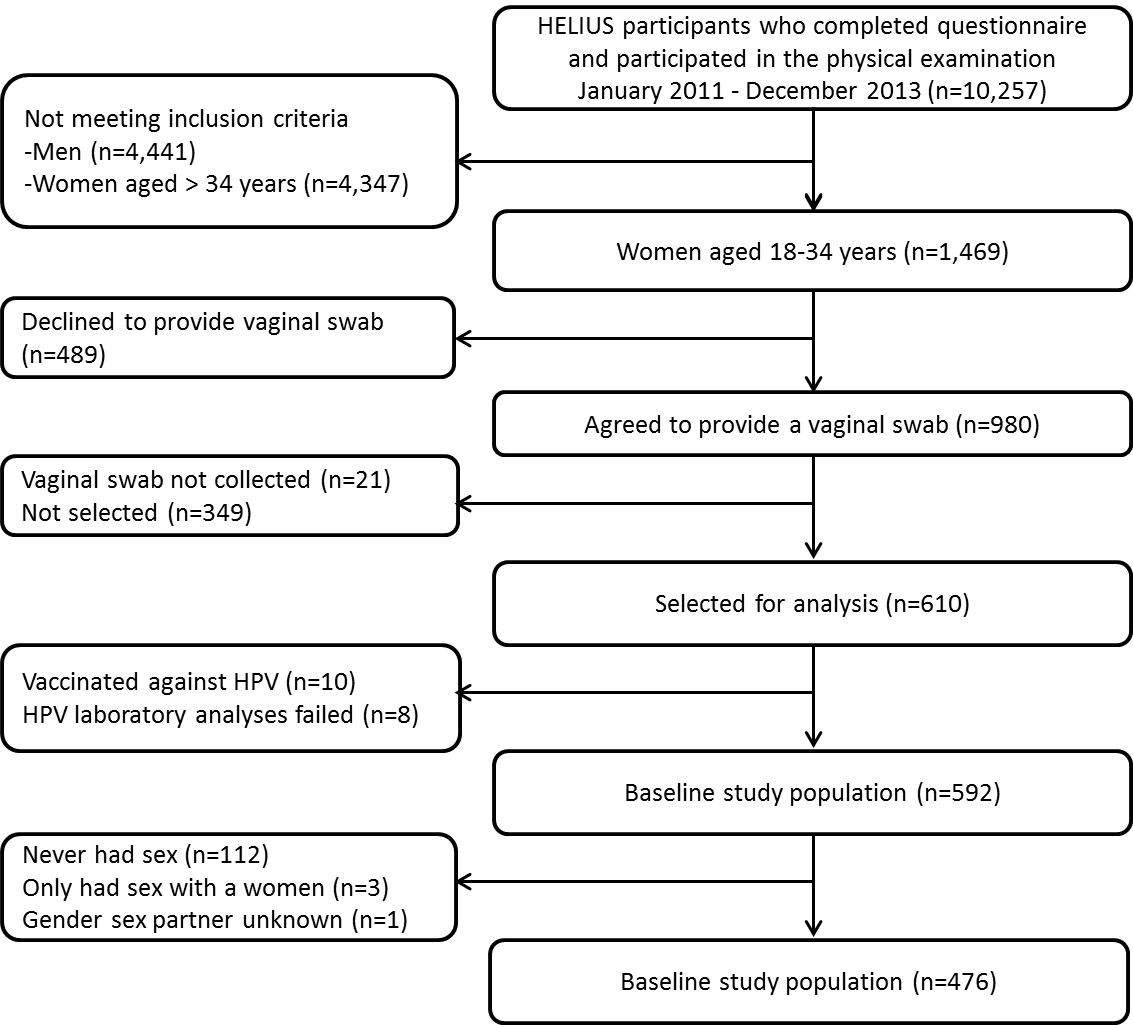 HELIUS participants who completed questionnaire
and participated in the physical examination
January 2011 - December 2013 (n=10,257)
Not meeting inclusion criteria
-Men (n=4,441)
-Women aged > 34 years (n=4,347)
Women aged 18-34 years (n=1,469)
Declined to provide vaginal swab
(n=489)
Agreed to provide a vaginal swab (n=980)
Vaginal swab not collected (n=21)
Not selected (n=349)
Selected for analysis (n=610)
Vaccinated against HPV (n=10)
HPV laboratory analyses failed (n=8)
Baseline study population (n=592)
Never had sex (n=112)
Only had sex with a women (n=3)
Gender sex partner unknown (n=1)
Baseline study population (n=476)